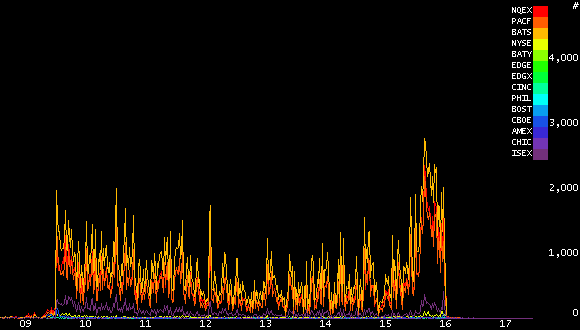 #
NQEX
PACF
BATS
NYSE
BATY
EDGE
EDGX
CINC
PHIL
BOST
CBOE
AMEX
CHIC
ISEX
4,000
3,000
2,000
1,000
0
09 10 11 12 13 14 15 16 17